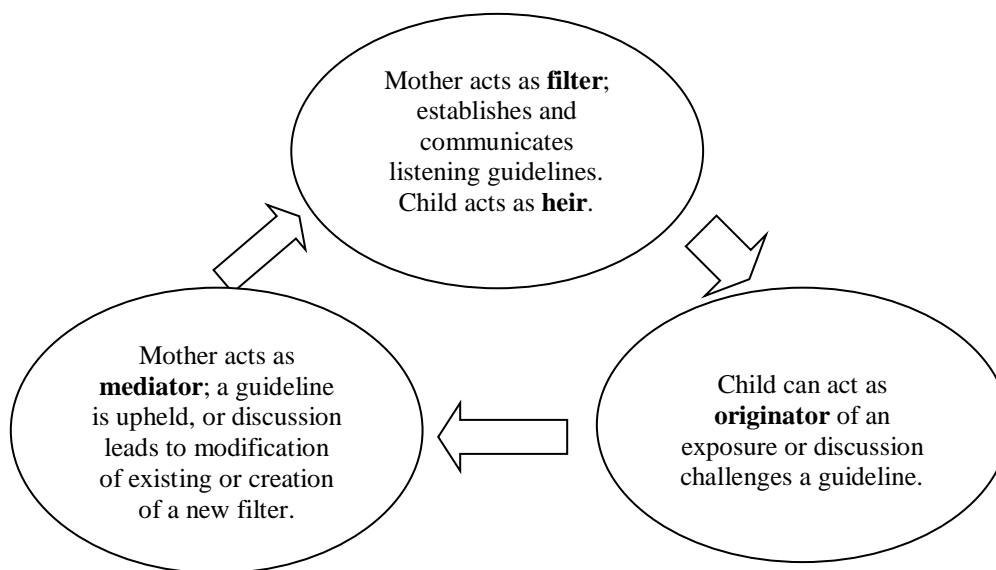 Mother acts as filter;
establishes and
communicates
listening guidelines.
Child acts as heir.
Mother acts as
mediator; a guideline
is upheld, or discussion
leads to modification
of existing or creation
of a new filter.
Child can act as
originator of an
exposure or discussion
challenges a guideline.